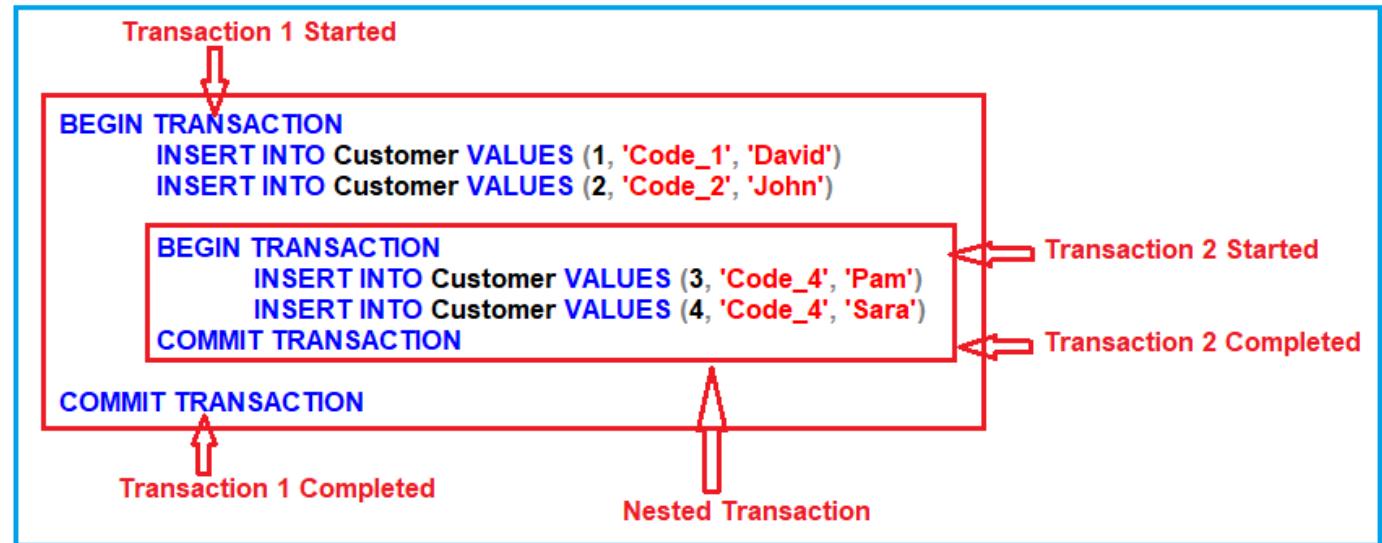 Transaction 1 Started
BEGIN TRANSACTION
INSERT INTO Customer VALUES (1, 'Code_1', 'David')
INSERT INTO Customer VALUES (2, 'Code_2', 'John')
BEGIN TRANSACTION
Transaction 2 Started
INSERT INTO Customer VALUES (3, 'Code_4', 'Pam')
INSERT INTO Customer VALUES (4, 'Code_4', 'Sara')
COMMIT TRANSACTION
Transaction 2 Completed
COMMIT TRANSACTION
Transaction 1 Completed
Nested Transaction